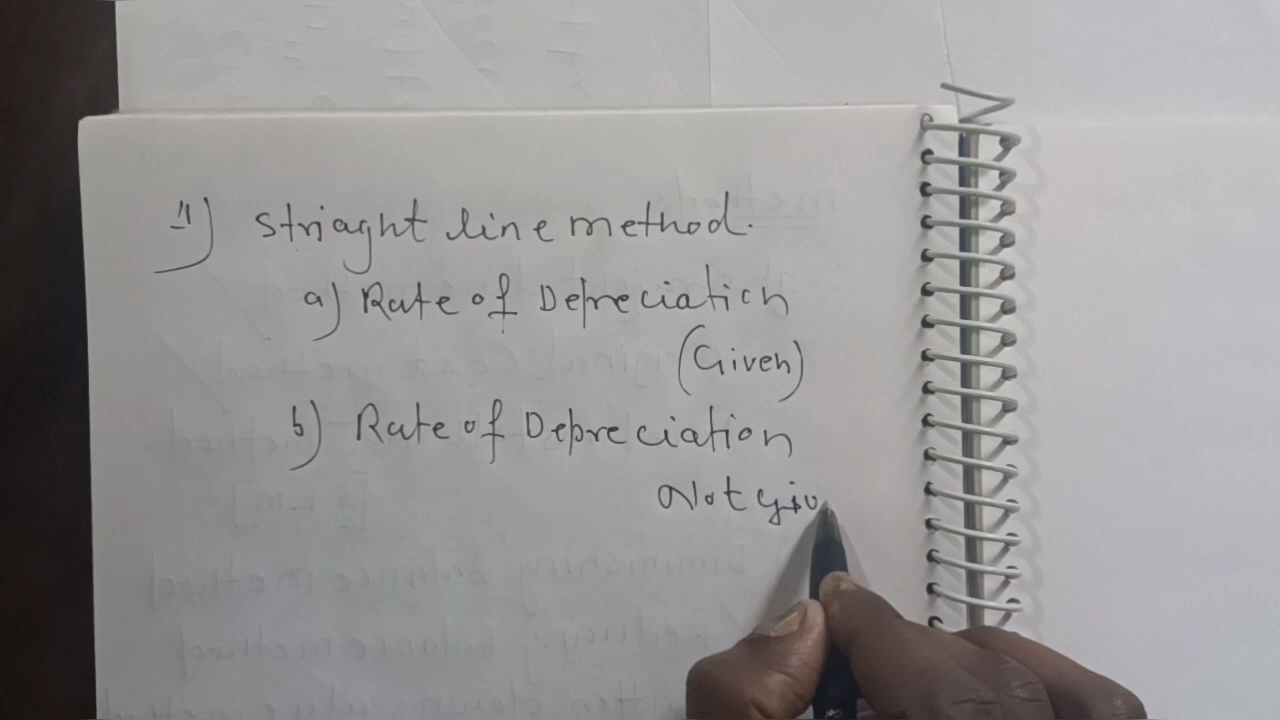 1) Striaght line method.
a) Rate of Depreciation
(Given)
b) Rate of Depreciation
Not giv